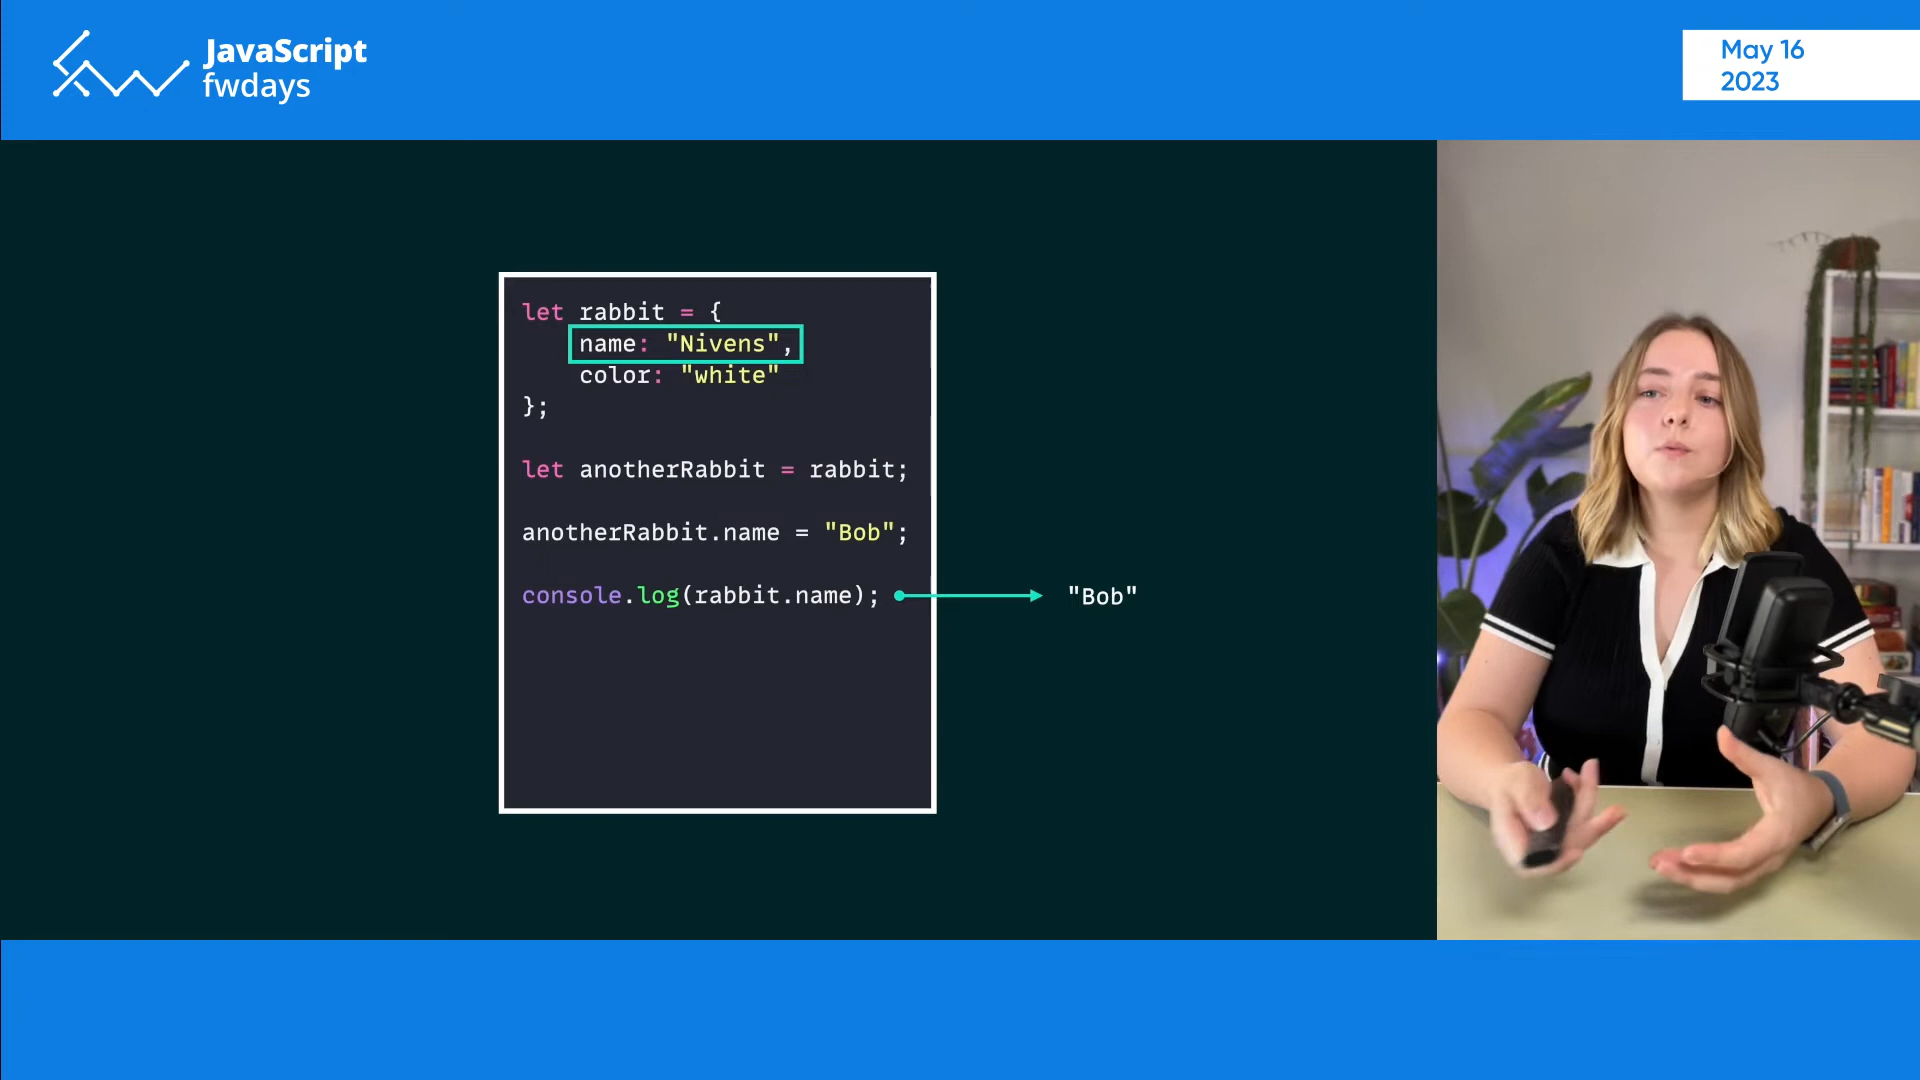 JavaScript
fwdays
May 16
2023
let rabbit = {
name: "Nivens",
color: "white"
};
let anotherRabbit = rabbit;
anotherRabbit.name = "Bob";
console.log(rabbit.name);
"Bob"